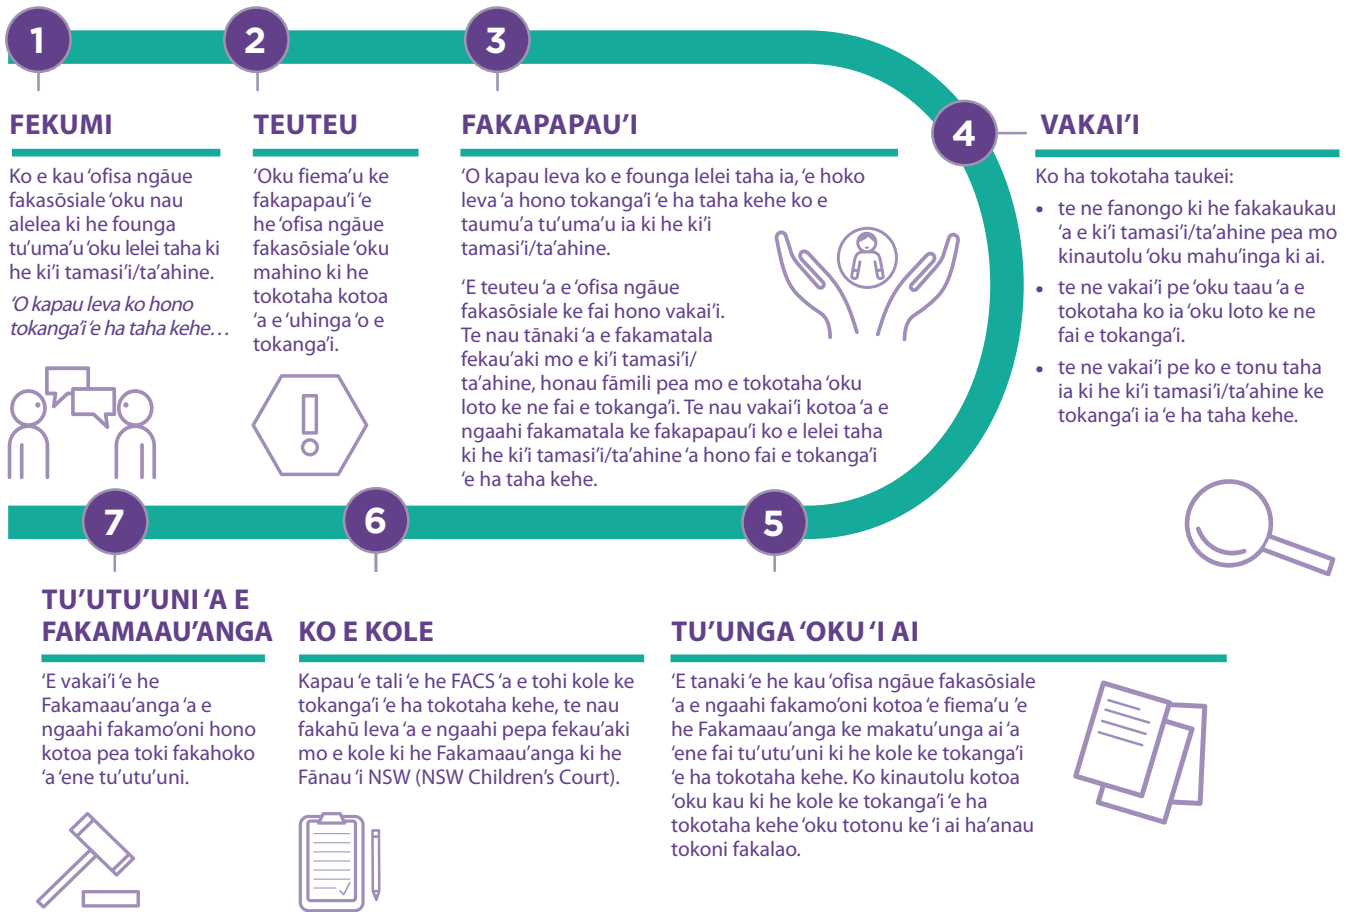 1
FEKUMI
Ko e kau ‘ofisa ngāue
fakasōsiale ‘oku nau
alelea ki he founga
tu’uma’u ‘oku lelei taha ki
he ki’i tamasi’i/ta’ahine.
‘O kapau leva ko hono
tokanga’i ‘e ha taha kehe…
2
TEUTEU
‘Oku fiema’u ke
fakapapau’i ‘e
he ‘ofisa ngāue
fakasōsiale ‘oku
mahino ki he
tokotaha kotoa
‘a e ‘uhinga ‘o e
tokanga’i.
3
FAKAPAPAU’I
‘O kapau leva ko e founga lelei taha ia, ‘e hoko
leva ‘a hono tokanga’i ‘e ha taha kehe ko e
taumu’a tu’uma’u ia ki he ki’i
tamasi’i/ta’ahine.
‘E teuteu ‘a e ‘ofisa ngāue
fakasōsiale ke fai hono vakai’i.
Te nau tānaki ‘a e fakamatala
fekau’aki mo e ki’i tamasi’i/
ta’ahine, honau fāmili pea mo e tokotaha ‘oku
loto ke ne fai e tokanga’i. Te nau vakai’i kotoa ‘a e
ngaahi fakamatala ke fakapapau’i ko e lelei taha
ki he ki’i tamasi’i/ta’ahine ‘a hono fai e tokanga’i
‘e ha taha kehe.
4
VAKAI’I
Ko ha tokotaha taukei:
• te ne fanongo ki he fakakaukau
‘a e ki’i tamasi’i/ta’ahine pea mo
kinautolu ‘oku mahu’inga ki ai.
• te ne vakai’i pe ‘oku taau ‘a e
tokotaha ko ia ‘oku loto ke ne
fai e tokanga’i.
• te ne vakai’i pe ko e tonu taha
ia ki he ki’i tamasi’i/ta’ahine ke
tokanga’i ia ‘e ha taha kehe.
5
TU’UNGA ‘OKU ‘I AI
‘E tanaki ‘e he kau ‘ofisa ngāue fakasōsiale
‘a e ngaahi fakamo’oni kotoa ‘e fiema’u ’e
he Fakamaau’anga ke makatu’unga ai ‘a
‘ene fai tu’utu’uni ki he kole ke tokanga’i
‘e ha tokotaha kehe. Ko kinautolu kotoa
‘oku kau ki he kole ke tokanga’i ‘e ha
tokotaha kehe ‘oku totonu ke ‘i ai ha’anau
tokoni fakalao.
6
KO E KOLE
Kapau ‘e tali ‘e he FACS ‘a e tohi kole ke
tokanga’i ‘e ha tokotaha kehe, te nau
fakahū leva ‘a e ngaahi pepa fekau’aki
mo e kole ki he Fakamaau’anga ki he
Fānau ‘i NSW (NSW Children’s Court).
7
TU’UTU’UNI ‘A E
FAKAMAAU’ANGA
‘E vakai’i ‘e he
Fakamaau’anga ‘a e
ngaahi fakamo’oni hono
kotoa pea toki fakahoko
‘a ‘ene tu’utu’uni.